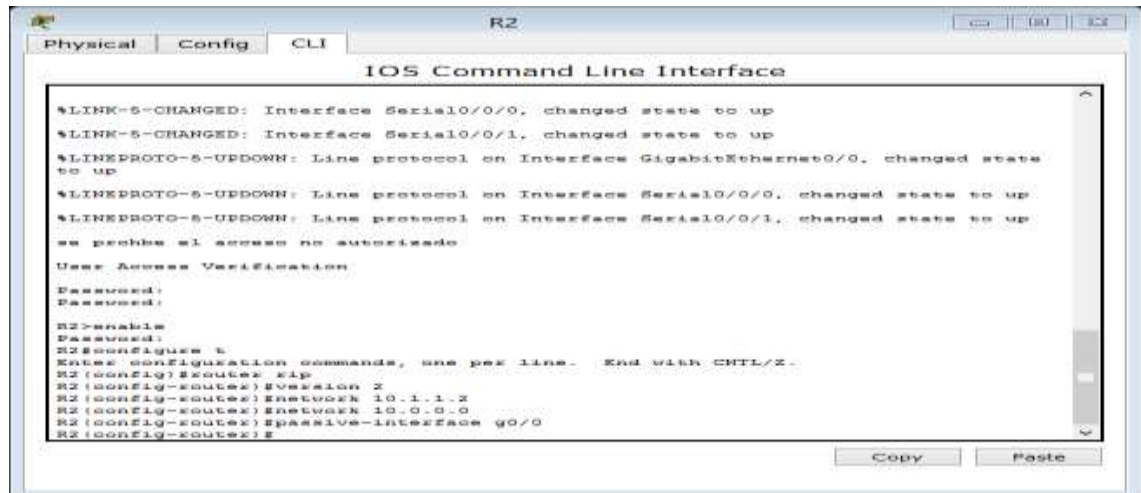 R2
Physical Config CLI
IOS Command Line Interface
%LINK-5-CHANGED: Interface Serial0/0/0, changed state to up
%LINK-5-CHANGED: Interface Serial0/0/1, changed state to up
%LINEPROTO-5-UPDOWN: Line protocol on Interface GigabitEthernet0/0, changed state
to up
%LINEPROTO-5-UPDOWN: Line protocol on Interface Serial0/0/0, changed state to up
%LINEPROTO-5-UPDOWN: Line protocol on Interface Serial0/0/1, changed state to up
se prohbe el acceso no autorizado
User Access Verification
Password:
Password:
R2>enable
Password:
R2#configure t
Enter configuration commands, one per line. End with CNTL/Z.
R2(config)#router rip
R2(config-router)#version 2
R2(config-router)#network 10.1.1.2
R2(config-router)#network 10.0.0.0
R2(config-router)#passive-interface g0/0
R2(config-router)#
Copy Paste